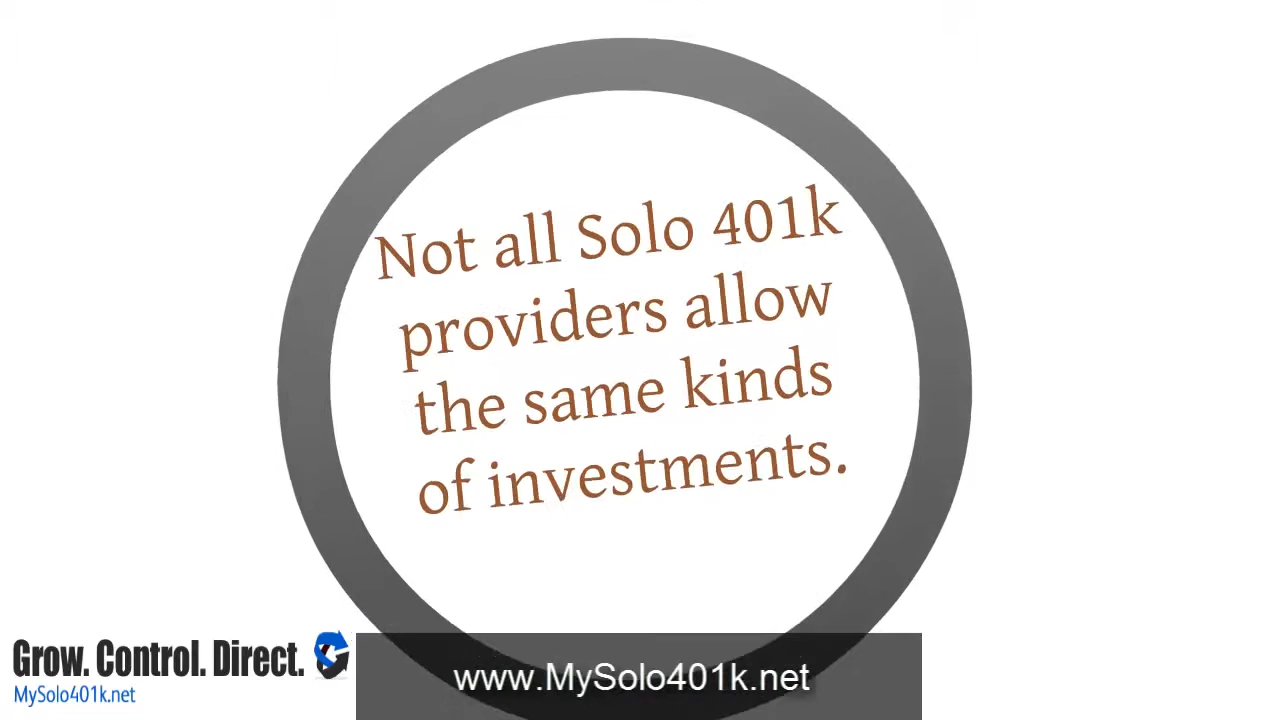 Not all Solo 401k
providers allow
the same kinds
of investments.
Grow. Control. Direct.
MySolo401k.net
www.MySolo401k.net